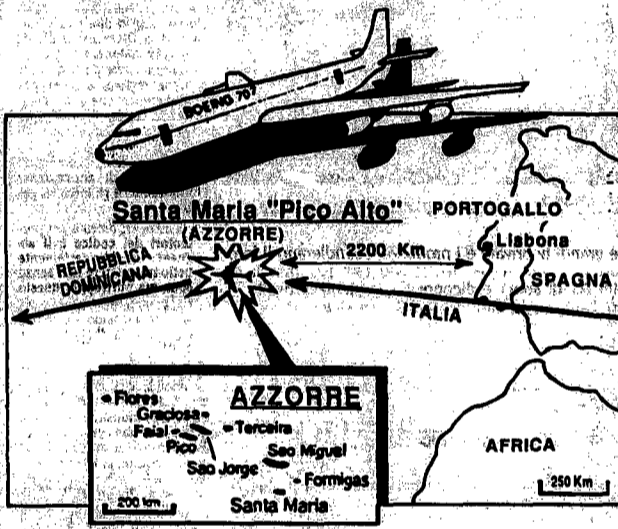 BOEING 707
Santa Maria "Pico Alto"
(AZZORRE)
PORTOGALLO
Lisbona
2200 Km
REPUBBLICA
DOMINICANA
SPAGNA
ITALIA
AZZORRE
Flores
Graciosa
Faial
Terceira
Pico
Sao Jorge
Sao Miguel
Formigas
Santa Maria
200 km
AFRICA
250 Km